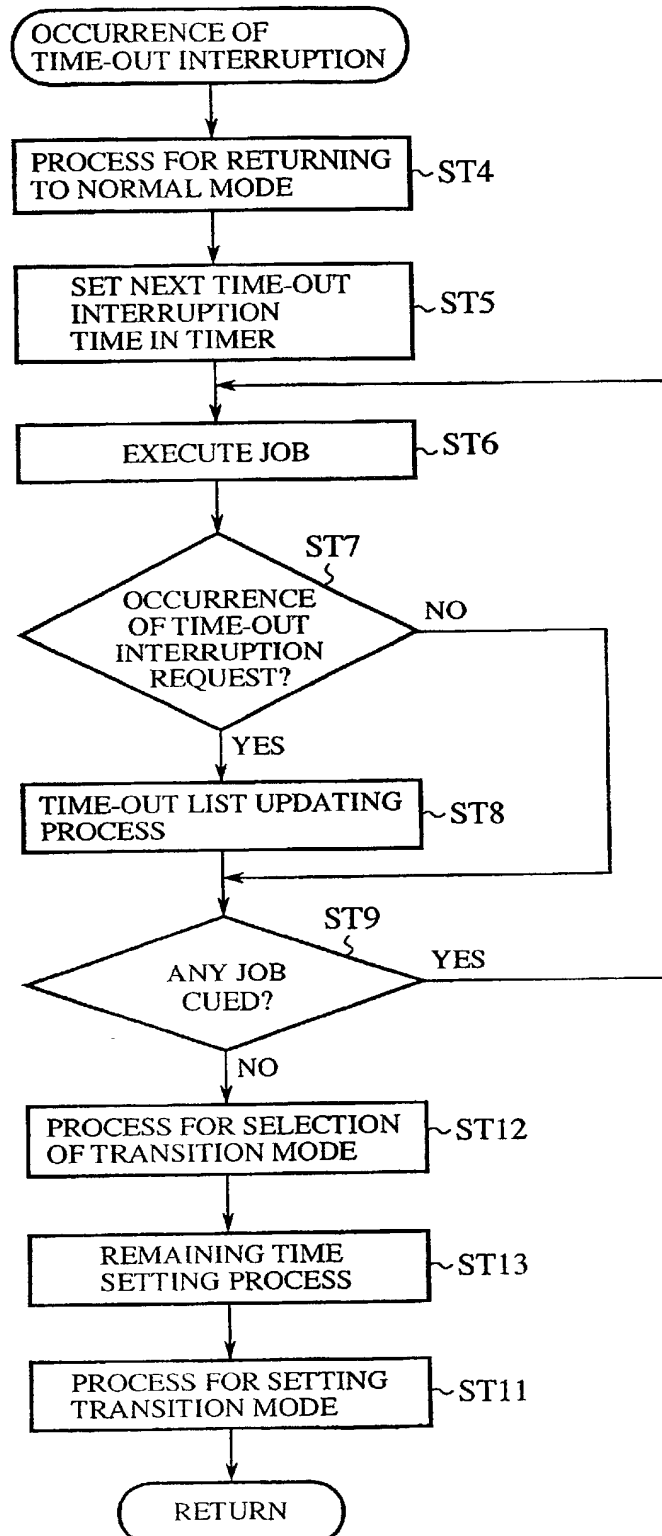 OCCURRENCE OF
TIME-OUT INTERRUPTION
PROCESS FOR RETURNING
TO NORMAL MODE
ST4
SET NEXT TIME-OUT
INTERRUPTION
TIME IN TIMER
ST5
EXECUTE JOB
ST6
ST7
OCCURRENCE
OF TIME-OUT
INTERRUPTION
REQUEST?
NO
YES
TIME-OUT LIST UPDATING
PROCESS
ST8
ST9
ANY JOB
CUED?
YES
NO
PROCESS FOR SELECTION
OF TRANSITION MODE
ST12
REMAINING TIME
SETTING PROCESS
ST13
PROCESS FOR SETTING
TRANSITION MODE
ST11
RETURN